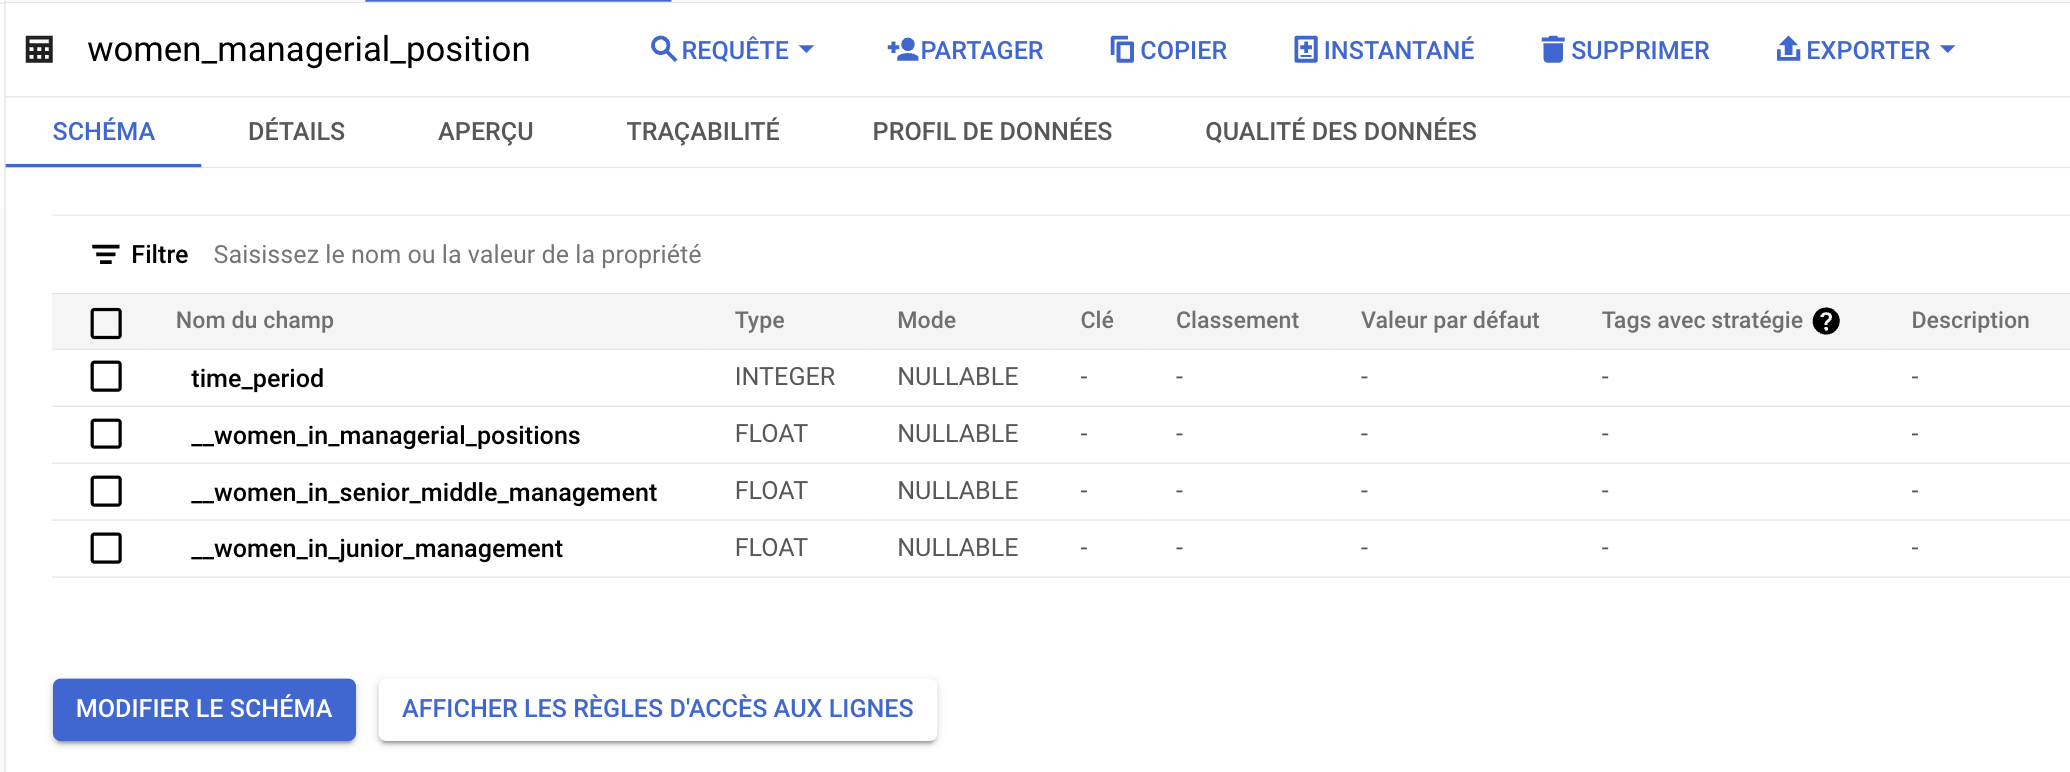 women_managerial_position REQUÊTE PARTAGER COPIER INSTANTANÉ SUPPRIMER EXPORTER
SCHÉMA DÉTAILS APERÇU TRAÇABILITÉ PROFIL DE DONNÉES QUALITÉ DES DONNÉES
Filtre Saisissez le nom ou la valeur de la propriété
Nom du champ Type Mode Clé Classement Valeur par défaut Tags avec stratégie ? Description
time_period INTEGER NULLABLE - - - - -
__women_in_managerial_positions FLOAT NULLABLE - - - - -
__women_in_senior_middle_management FLOAT NULLABLE - - - - -
__women_in_junior_management FLOAT NULLABLE - - - - -
MODIFIER LE SCHÉMA AFFICHER LES RÈGLES D'ACCÈS AUX LIGNES